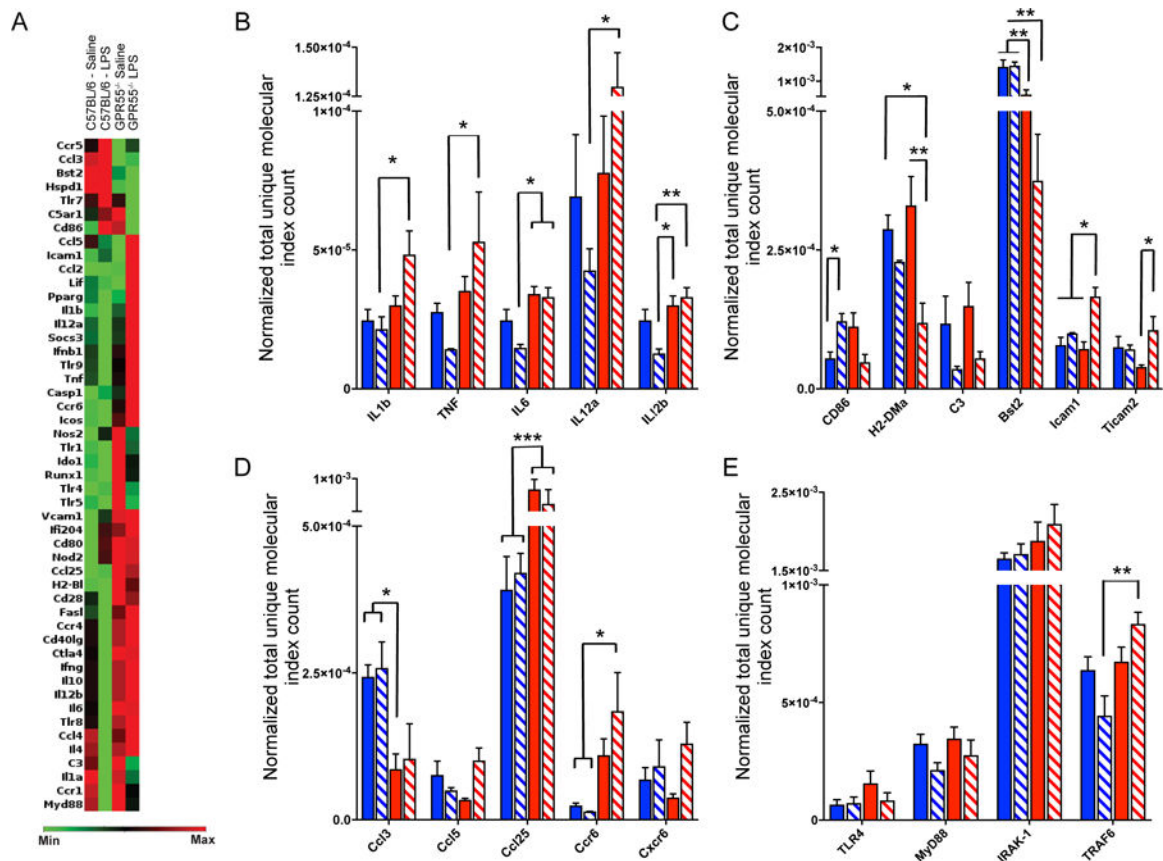 A
C57BL/6 - Saline
C57BL/6 - LPS
GPR55-/- Saline
GPR55-/- LPS
Ccr5
Ccl3
Bst2
Hspd1
Tlr7
C5ar1
Cd86
Ccl5
Icam1
Ccl2
Lif
Pparg
Il1b
Il12a
Socs3
Ifnb1
Tlr9
Tnf
Casp1
Ccr6
Icos
Nos2
Tlr1
Ido1
Runx1
Tlr4
Tlr5
Vcam1
Ifi204
Cd80
Nod2
Ccl25
H2-Bl
Cd28
Fasl
Ccr4
Cd40lg
Ctla4
Ifng
Il10
Il12b
Il6
Tlr8
Ccl4
Il4
C3
Il1a
Ccr1
Myd88
Min Max
B
Normalized total unique molecular
index count
1.50×10-4
1.25×10-4
1×10-4
5×10-5
0
*
*
*
*
*
**
IL1b
TNF
IL6
IL12a
IL12b
C
Normalized total unique molecular
index count
2×10-3
1×10-3
5×10-4
2.5×10-4
0.0
*
*
**
**
**
*
*
CD86
H2-DMa
C3
Bst2
Icam1
Ticam2
D
Normalized total unique molecular
index count
1×10-3
5×10-4
2.5×10-4
0.0
*
***
*
Ccl3
Ccl5
Ccl25
Ccr6
Cxcr6
E
Normalized total unique molecular
index count
2.5×10-3
1×10-3
1×10-3
5×10-4
0
**
TLR4
MyD88
IRAK-1
TRAF6